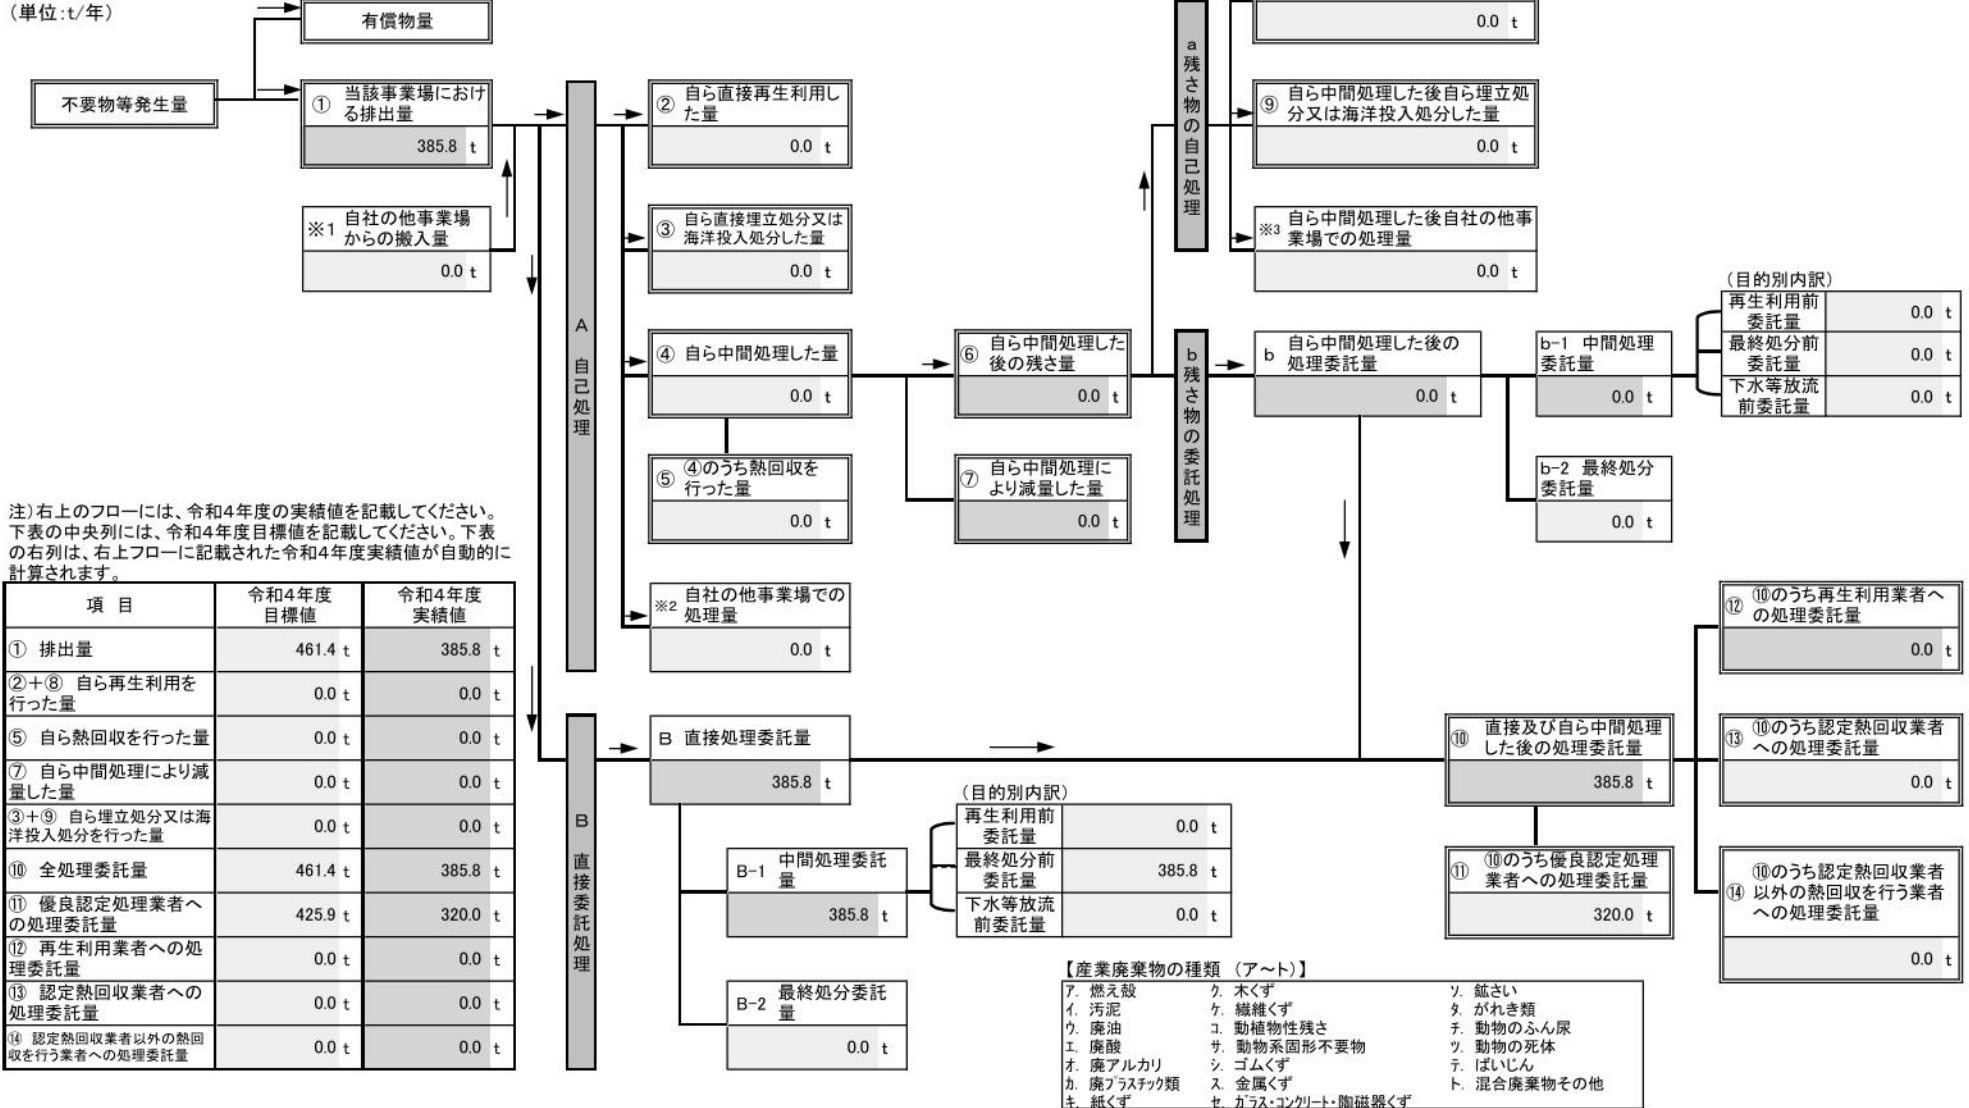 (単位:t/年)
有償物量
不要物等発生量
① 当該事業場におけ
る排出量
385.8 t
※1 自社の他事業場
からの搬入量
0.0 t
A 自己処理
② 自ら直接再生利用し
た量
0.0 t
③ 自ら直接埋立処分又は
海洋投入処分した量
0.0 t
④ 自ら中間処理した量
0.0 t
⑤ ④のうち熱回収を
行った量
0.0 t
※2 自社の他事業場での
処理量
0.0 t
⑥ 自ら中間処理した
後の残さ量
0.0 t
⑦ 自ら中間処理に
より減量した量
0.0 t
a 残さ物の自己処理
0.0 t
⑨ 自ら中間処理した後自ら埋立処
分又は海洋投入処分した量
0.0 t
※3 自ら中間処理した後自社の他事
業場での処理量
0.0 t
b 残さ物の委託処理
b 自ら中間処理した後の
処理委託量
0.0 t
b-1 中間処理
委託量
0.0 t
(目的別内訳)
再生利用前
委託量
0.0 t
最終処分前
委託量
0.0 t
下水等放流
前委託量
0.0 t
b-2 最終処分
委託量
0.0 t
注)右上のフローには、令和4年度の実績値を記載してください。
下表の中央列には、令和4年度目標値を記載してください。下表
の右列は、右上フローに記載された令和4年度実績値が自動的に
計算されます。
項 目
令和4年度
目標値
令和4年度
実績値
① 排出量 461.4 t 385.8 t
②+⑧ 自ら再生利用を
行った量 0.0 t 0.0 t
⑤ 自ら熱回収を行った量 0.0 t 0.0 t
⑦ 自ら中間処理により減
量した量 0.0 t 0.0 t
③+⑨ 自ら埋立処分又は海
洋投入処分を行った量 0.0 t 0.0 t
⑩ 全処理委託量 461.4 t 385.8 t
⑪ 優良認定処理業者へ
の処理委託量 425.9 t 320.0 t
⑫ 再生利用業者への処
理委託量 0.0 t 0.0 t
⑬ 認定熱回収業者への
処理委託量 0.0 t 0.0 t
⑭ 認定熱回収業者以外の熱回
収を行う業者への処理委託量 0.0 t 0.0 t
B 直接委託処理
B 直接処理委託量
385.8 t
B-1 中間処理委託
量
385.8 t
(目的別内訳)
再生利用前
委託量
0.0 t
最終処分前
委託量
385.8 t
下水等放流
前委託量
0.0 t
B-2 最終処分委託
量
0.0 t
⑩ 直接及び自ら中間処理
した後の処理委託量
385.8 t
⑪ ⑩のうち優良認定処理
業者への処理委託量
320.0 t
⑫ ⑩のうち再生利用業者へ
の処理委託量
0.0 t
⑬ ⑩のうち認定熱回収業者
への処理委託量
0.0 t
⑭ ⑩のうち認定熱回収業者
以外の熱回収を行う業者
への処理委託量
0.0 t
【産業廃棄物の種類 (ア~ト)】
ア. 燃え殻 ク. 木くず ソ. 鉱さい
イ. 汚泥 ケ. 繊維くず タ. がれき類
ウ. 廃油 コ. 動植物性残さ チ. 動物のふん尿
エ. 廃酸 サ. 動物系固形不要物 ツ. 動物の死体
オ. 廃アルカリ シ. ゴムくず テ. ばいじん
カ. 廃プラスチック類 ス. 金属くず ト. 混合廃棄物その他
キ. 紙くず セ. ガラス・コンクリート・陶磁器くず